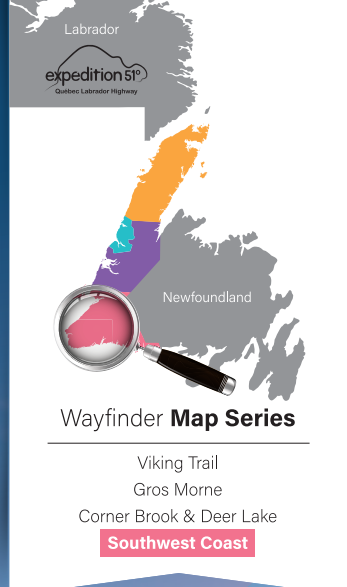 Labrador
expedition 51°
Québec Labrador Highway
Newfoundland
Wayfinder Map Series
Viking Trail
Gros Morne
Corner Brook & Deer Lake
Southwest Coast